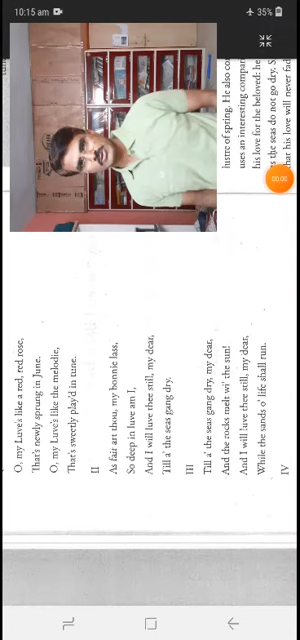 10:15 am
35%
lustre of spring. He also co
uses an interesting compar
his love for the beloved: he
s the seas do not go dry. S
hat his love will never fad
00:00
O, my Luve's like a red, red rose,
That's newly sprung in June.
O, my Luve's like the melodie,
That's sweetly play'd in tune.
II
As fair art thou, my bonnie lass,
So deep in luve am I,
And I will luve thee still, my dear,
Till a' the seas gang dry.
III
Till a' the seas gang dry, my dear,
And the rocks melt wi' the sun!
And I will luve thee still, my dear,
While the sands o' life shall run.
IV